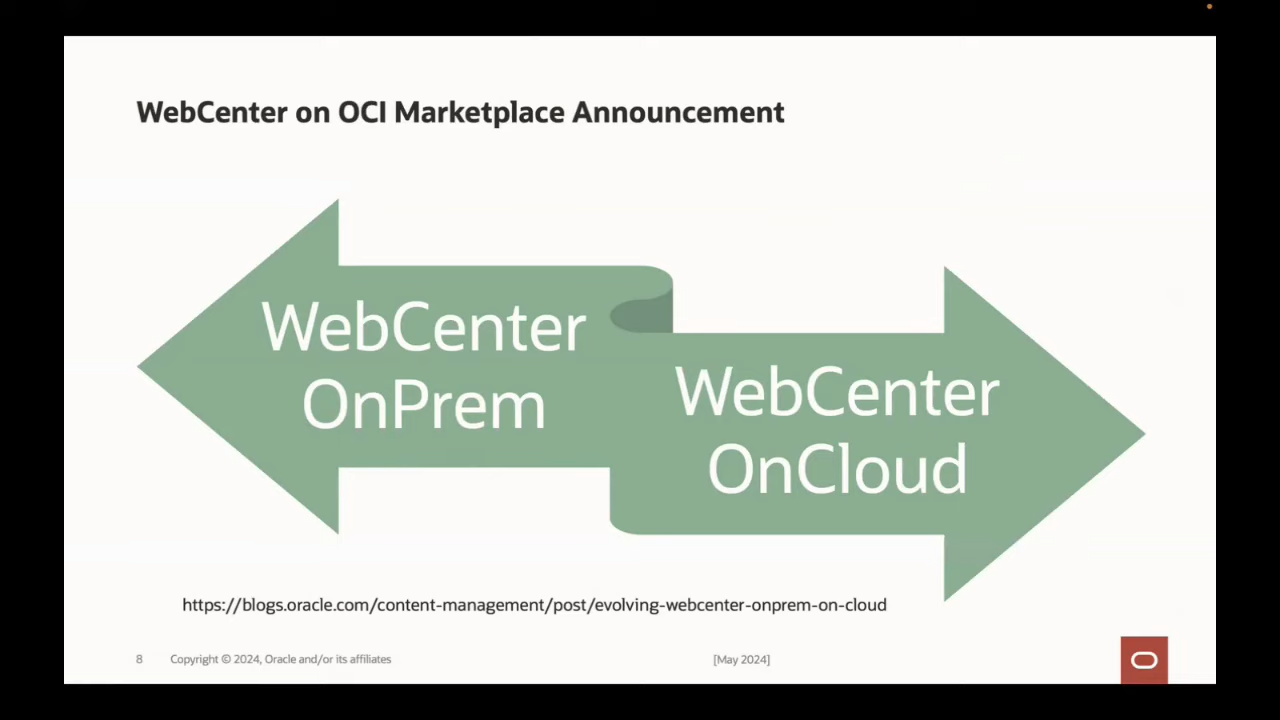 WebCenter on OCI Marketplace Announcement
WebCenter
OnPrem
WebCenter
OnCloud
https://blogs.oracle.com/content-management/post/evolving-webcenter-onprem-on-cloud
8 Copyright © 2024, Oracle and/or its affiliates [May 2024]